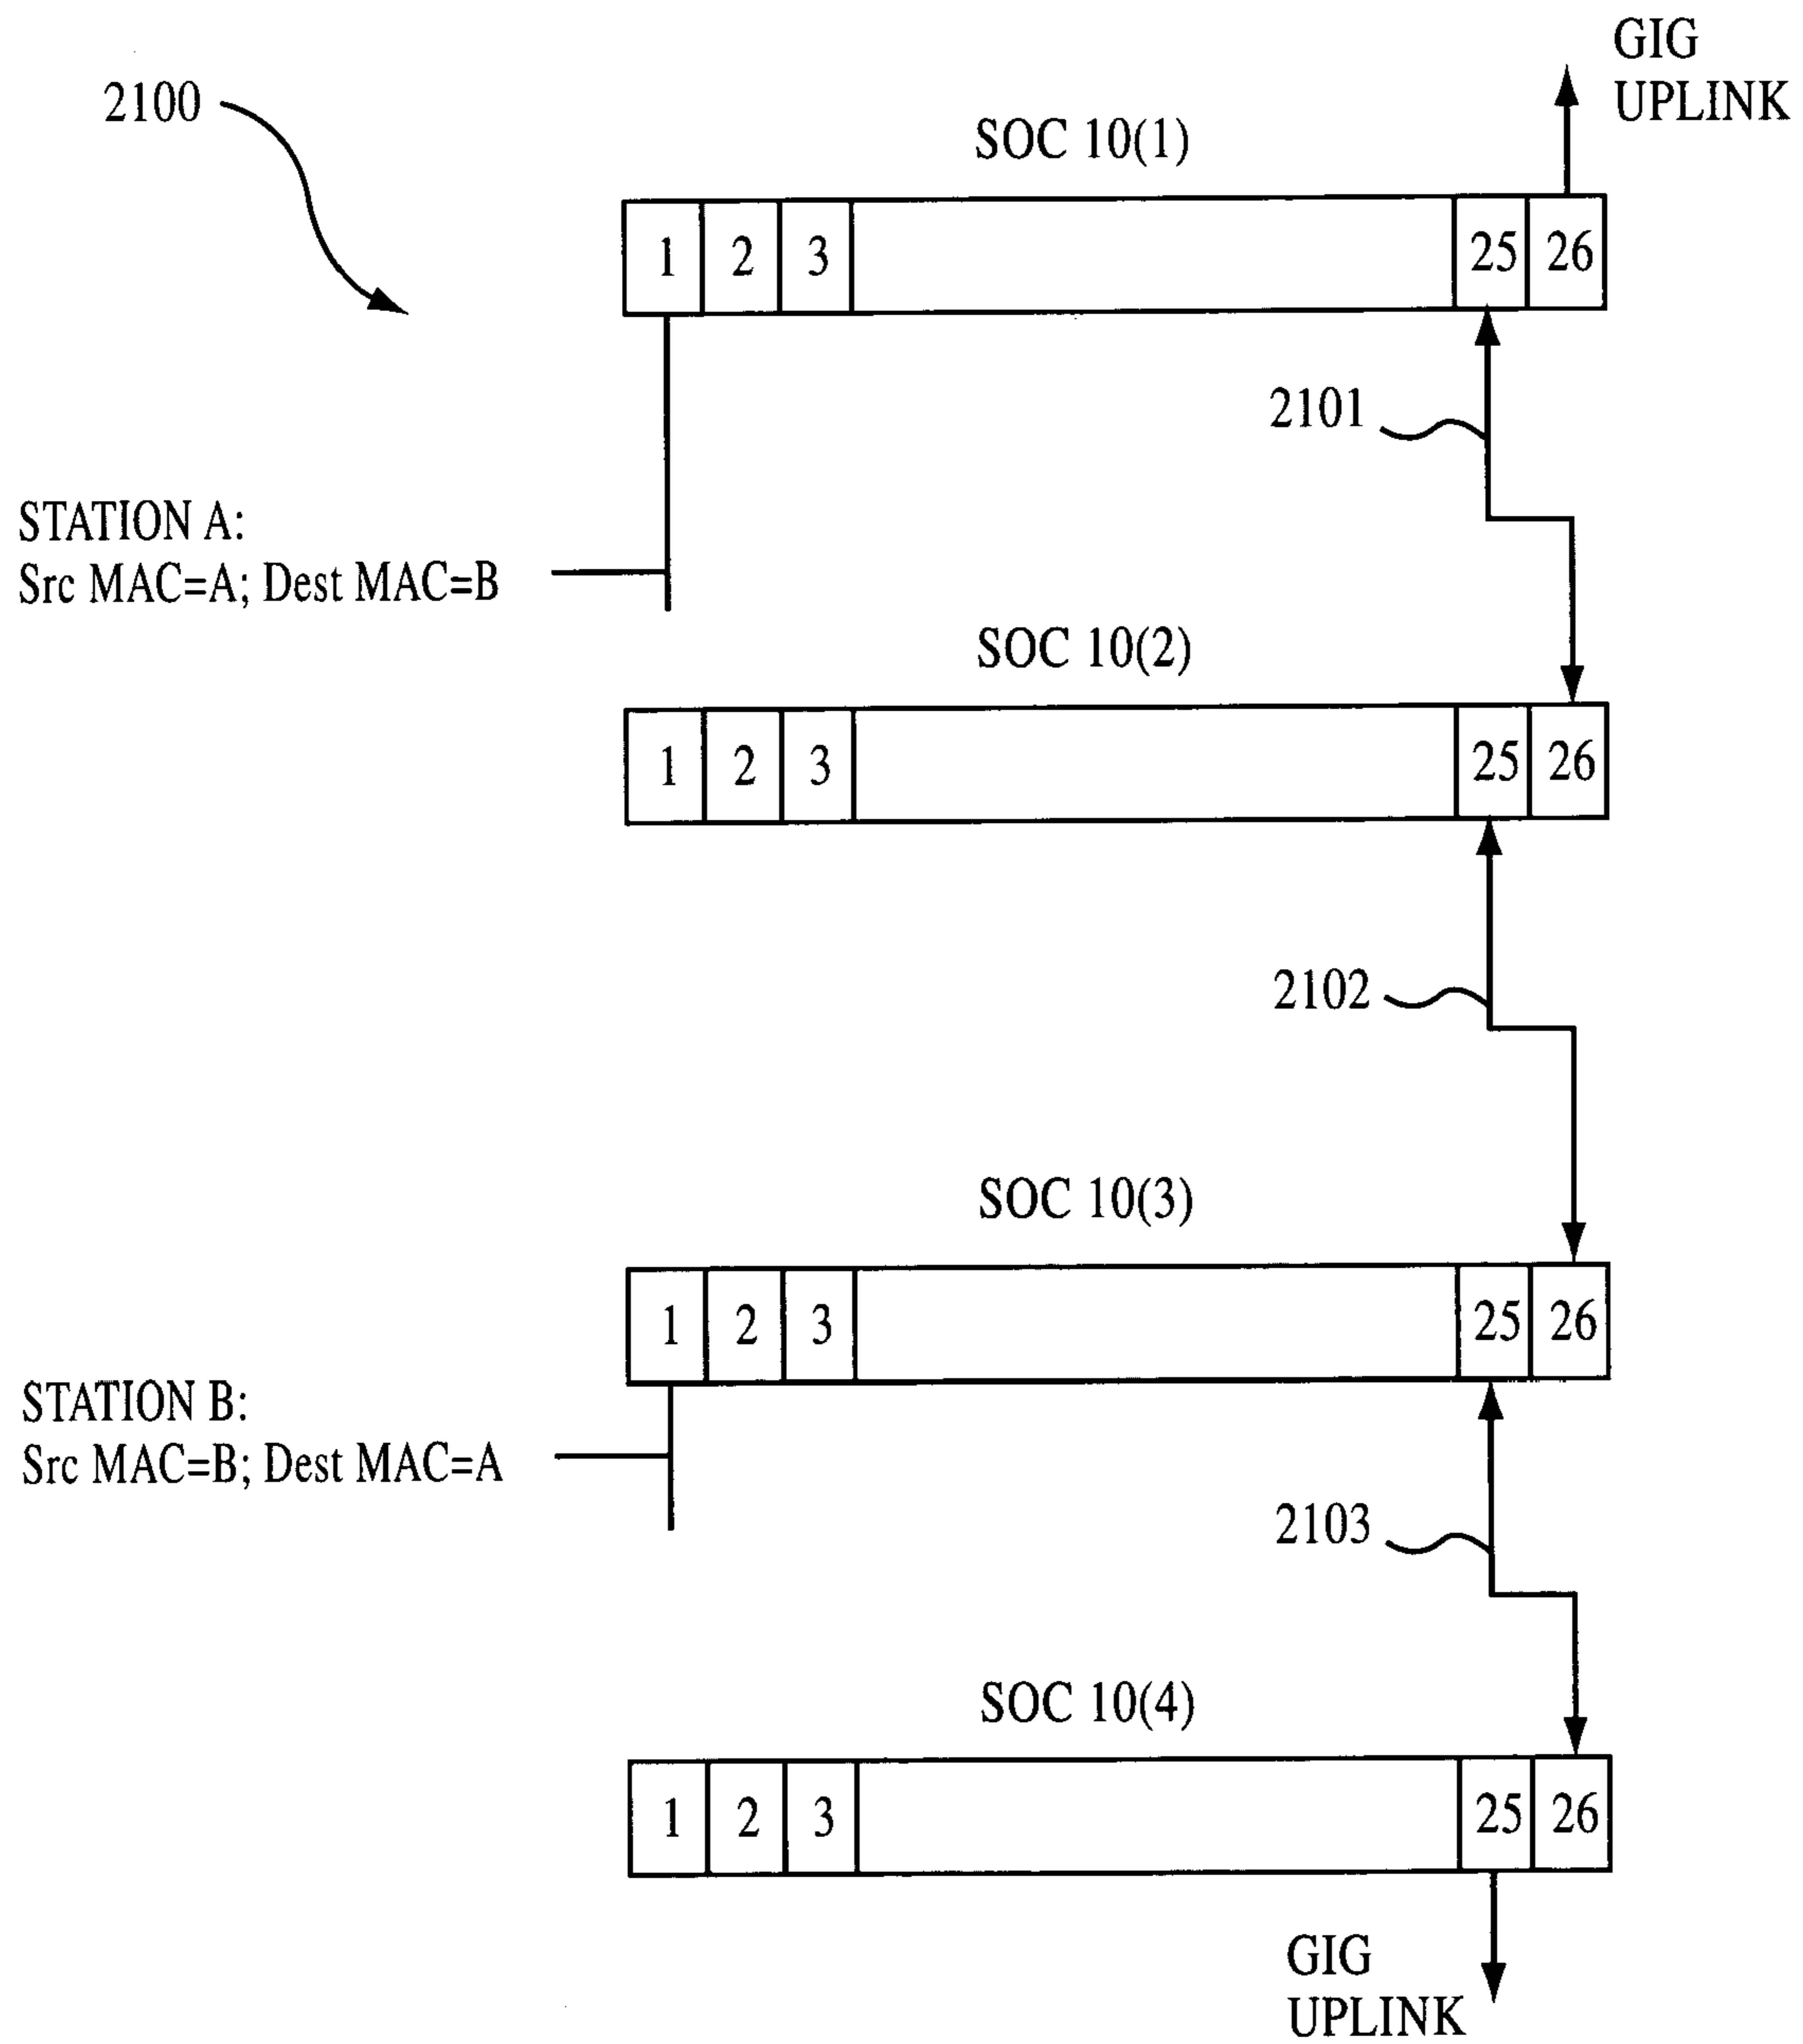 GIG
UPLINK
2100
SOC 10(1)
1 2 3 25 26
2101
STATION A:
Src MAC=A; Dest MAC=B
SOC 10(2)
1 2 3 25 26
2102
SOC 10(3)
1 2 3 25 26
STATION B:
Src MAC=B; Dest MAC=A
2103
SOC 10(4)
1 2 3 25 26
GIG
UPLINK